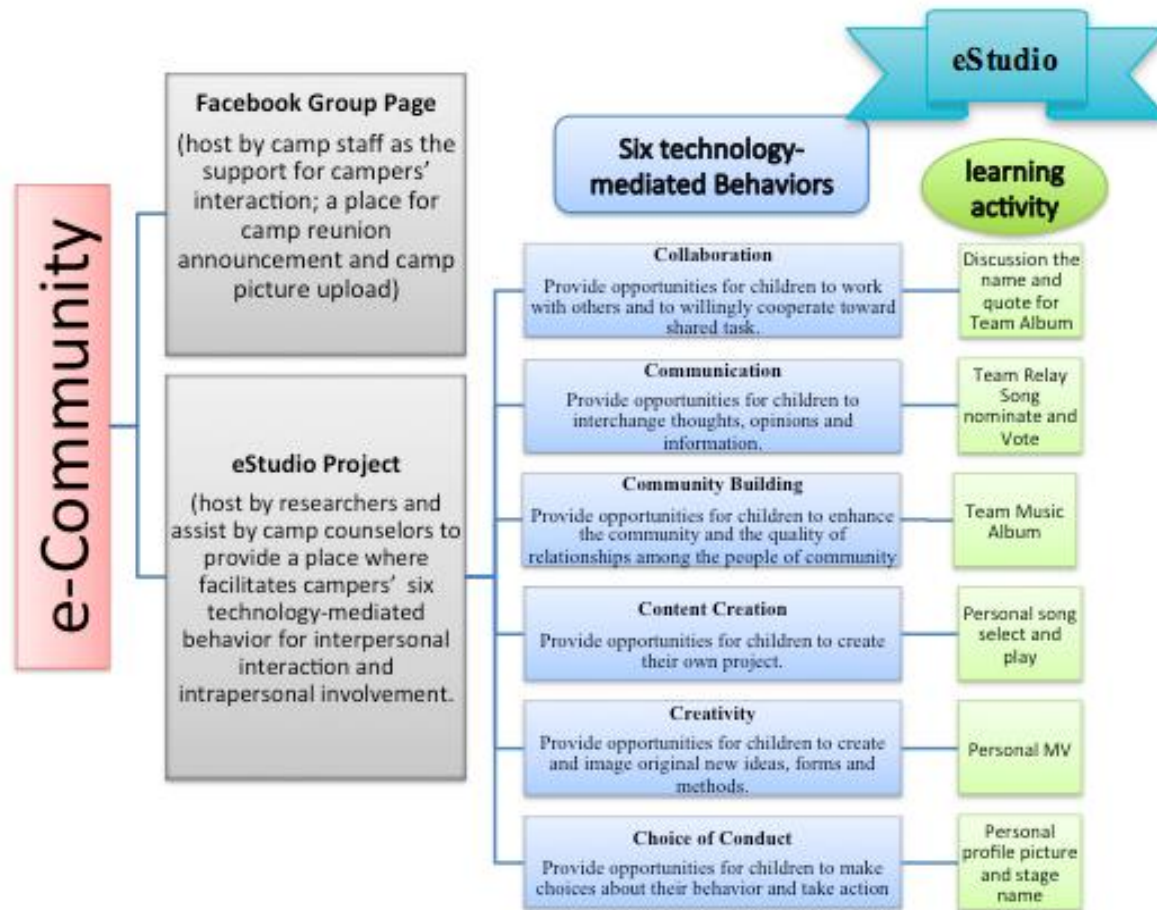 eStudio
e-Community
Facebook Group Page
(host by camp staff as the
support for campers'
interaction; a place for
camp reunion
announcement and camp
picture upload)
eStudio Project
(host by researchers and
assist by camp counselors to
provide a place where
facilitates campers' six
technology-mediated
behavior for interpersonal
interaction and
intrapersonal involvement.
Six technology-
mediated Behaviors
learning
activity
Collaboration
Provide opportunities for children to work
with others and to willingly cooperate toward
shared task.
Discussion the
name and
quote for
Team Album
Communication
Provide opportunities for children to
interchange thoughts, opinions and
information.
Team Relay
Song
nominate and
Vote
Community Building
Provide opportunities for children to enhance
the community and the quality of
relationships among the people of community
Team Music
Album
Content Creation
Provide opportunities for children to create
their own project.
Personal song
select and
play
Creativity
Provide opportunities for children to create
and image original new ideas, forms and
methods.
Personal MV
Choice of Conduct
Provide opportunities for children to make
choices about their behavior and take action
Personal
profile picture
and stage
name